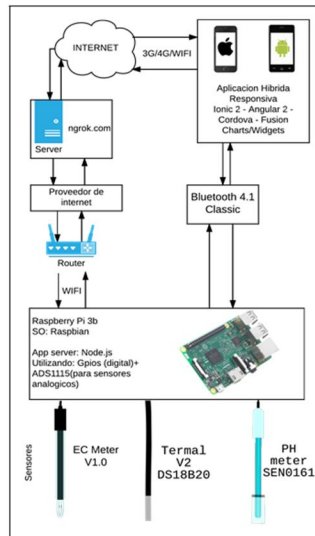 INTERNET
3G/4G/WIFI
Aplicacion Hibrida
Responsiva
Ionic 2 - Angular 2 -
Cordova - Fusion
Charts/Widgets
ngrok.com
Server
Proveedor de
internet
Bluetooth 4.1
Classic
Router
WIFI
Raspberry Pi 3b
SO: Raspbian
App server: Node.js
Utilizando: Gpios (digital)+
ADS1115(para sensores
analogicos)
Sensores
EC Meter
V1.0
Termal
V2
DS18B20
PH
meter
SEN0161